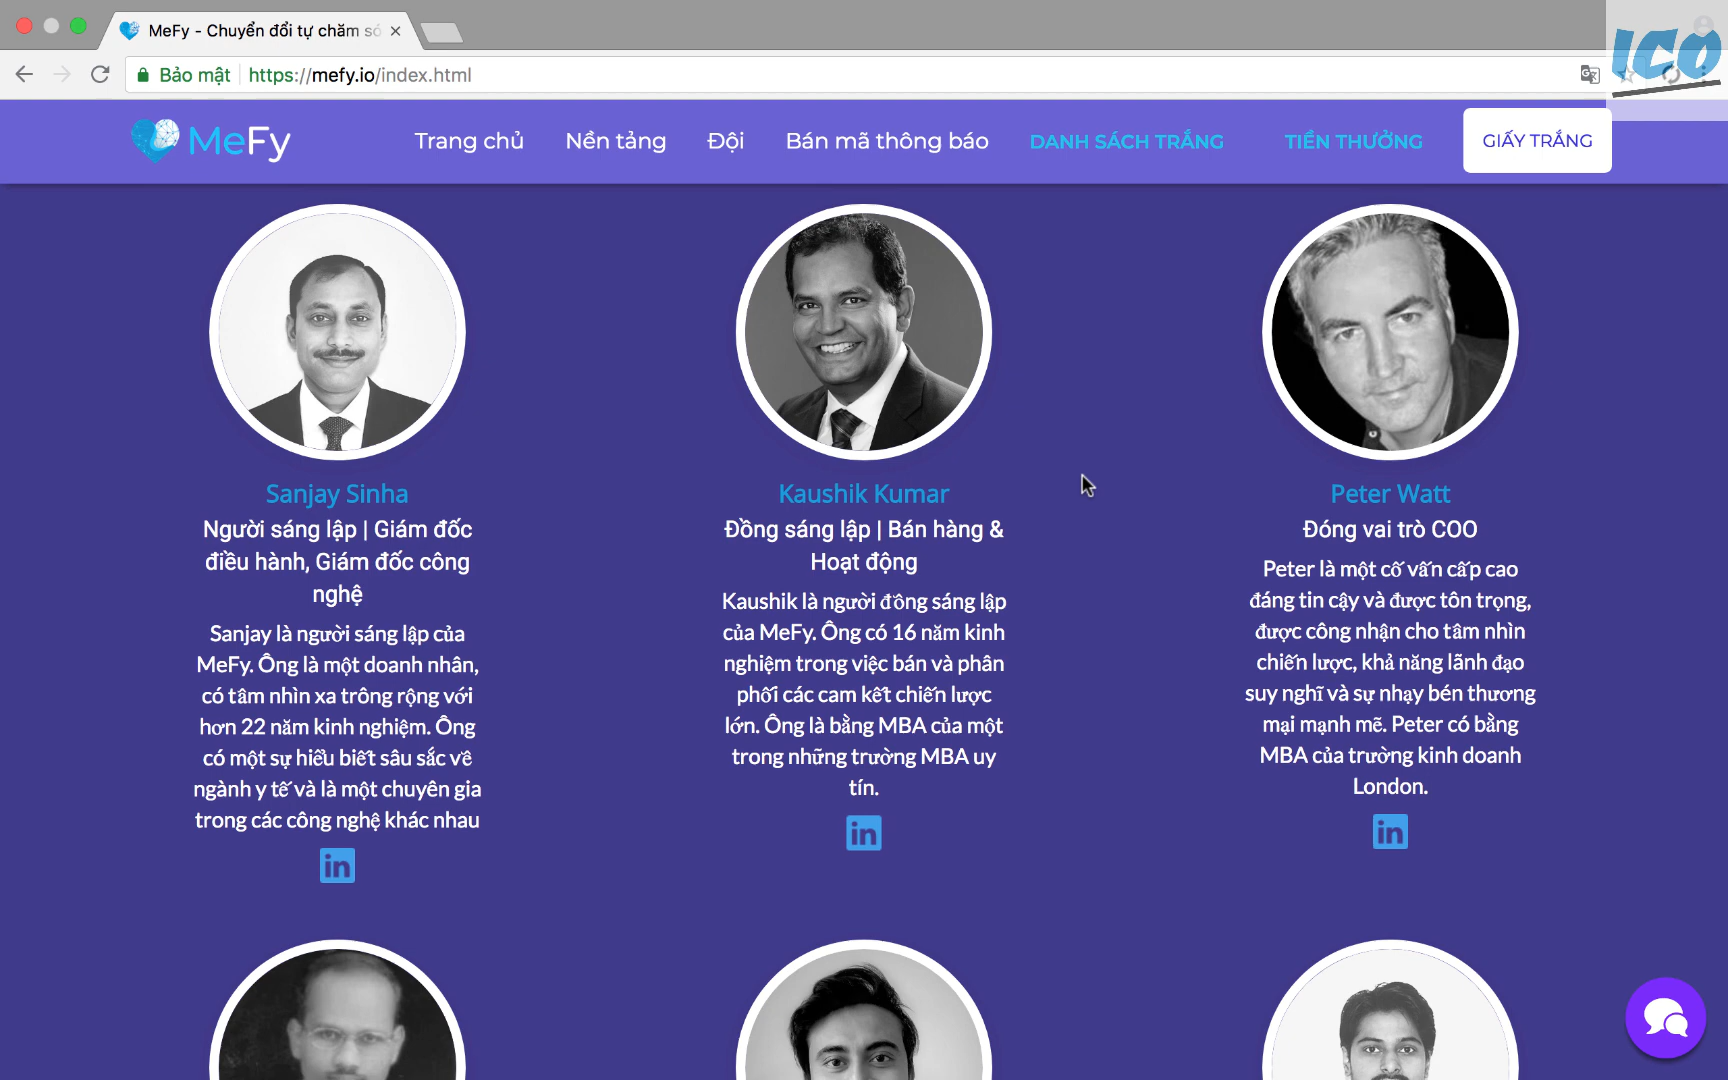 MeFy - Chuyển đổi tự chăm só
Bảo mật https://mefy.io/index.html
ICO
MeFy Trang chủ Nền tảng Đội Bán mã thông báo DANH SÁCH TRẮNG TIỀN THƯỞNG GIẤY TRẮNG
Sanjay Sinha
Người sáng lập | Giám đốc
điều hành, Giám đốc công
nghệ
Sanjay là người sáng lập của
MeFy. Ông là một doanh nhân,
có tầm nhìn xa trông rộng với
hơn 22 năm kinh nghiệm. Ông
có một sự hiểu biết sâu sắc về
ngành y tế và là một chuyên gia
trong các công nghệ khác nhau
in
Kaushik Kumar
Đồng sáng lập | Bán hàng &
Hoạt động
Kaushik là người đồng sáng lập
của MeFy. Ông có 16 năm kinh
nghiệm trong việc bán và phân
phối các cam kết chiến lược
lớn. Ông là bằng MBA của một
trong những trường MBA uy
tín.
in
Peter Watt
Đóng vai trò COO
Peter là một cố vấn cấp cao
đáng tin cậy và được tôn trọng,
được công nhận cho tầm nhìn
chiến lược, khả năng lãnh đạo
suy nghĩ và sự nhạy bén thương
mại mạnh mẽ. Peter có bằng
MBA của trường kinh doanh
London.
in